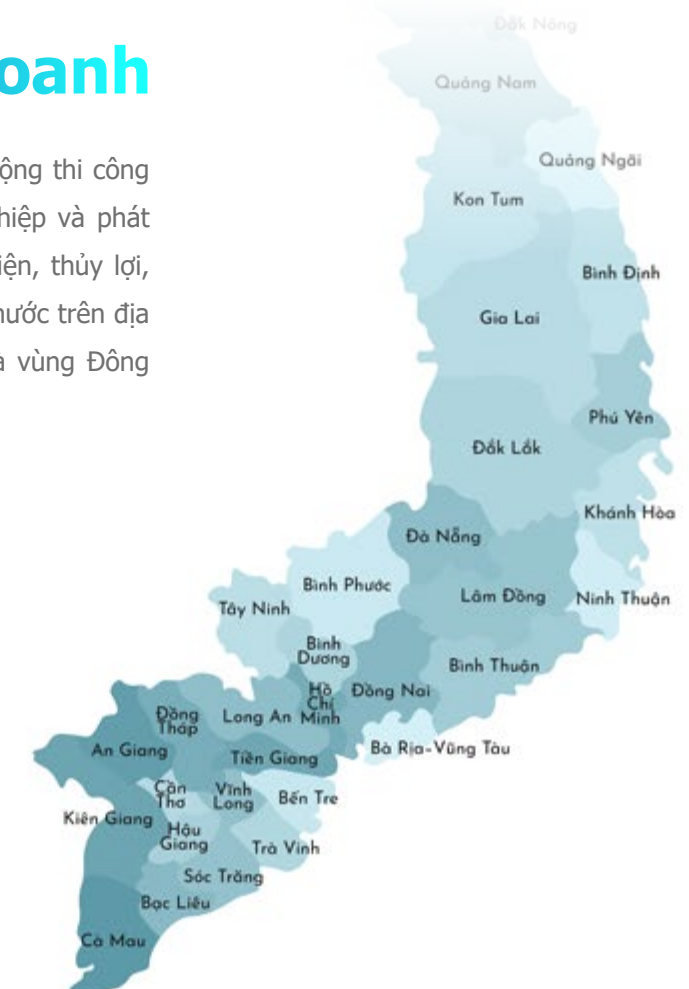 oanh
ộng thi công
hiệp và phát
iện, thủy lợi,
nước trên địa
à vùng Đông
Đắk Nông
Quảng Nam
Quảng Ngãi
Kon Tum
Bình Định
Gia Lai
Phú Yên
Đắk Lắk
Khánh Hòa
Đà Nẵng
Bình Phước
Lâm Đồng
Ninh Thuận
Tây Ninh
Bình
Dương
Bình Thuận
Hồ
Chí
Minh
Đồng Nai
Đồng
Tháp
Long An
Bà Rịa-Vũng Tàu
An Giang
Tiền Giang
Cần
Thơ
Vĩnh
Long
Bến Tre
Kiên Giang
Hậu
Giang
Trà Vinh
Sóc Trăng
Bạc Liêu
Cà Mau